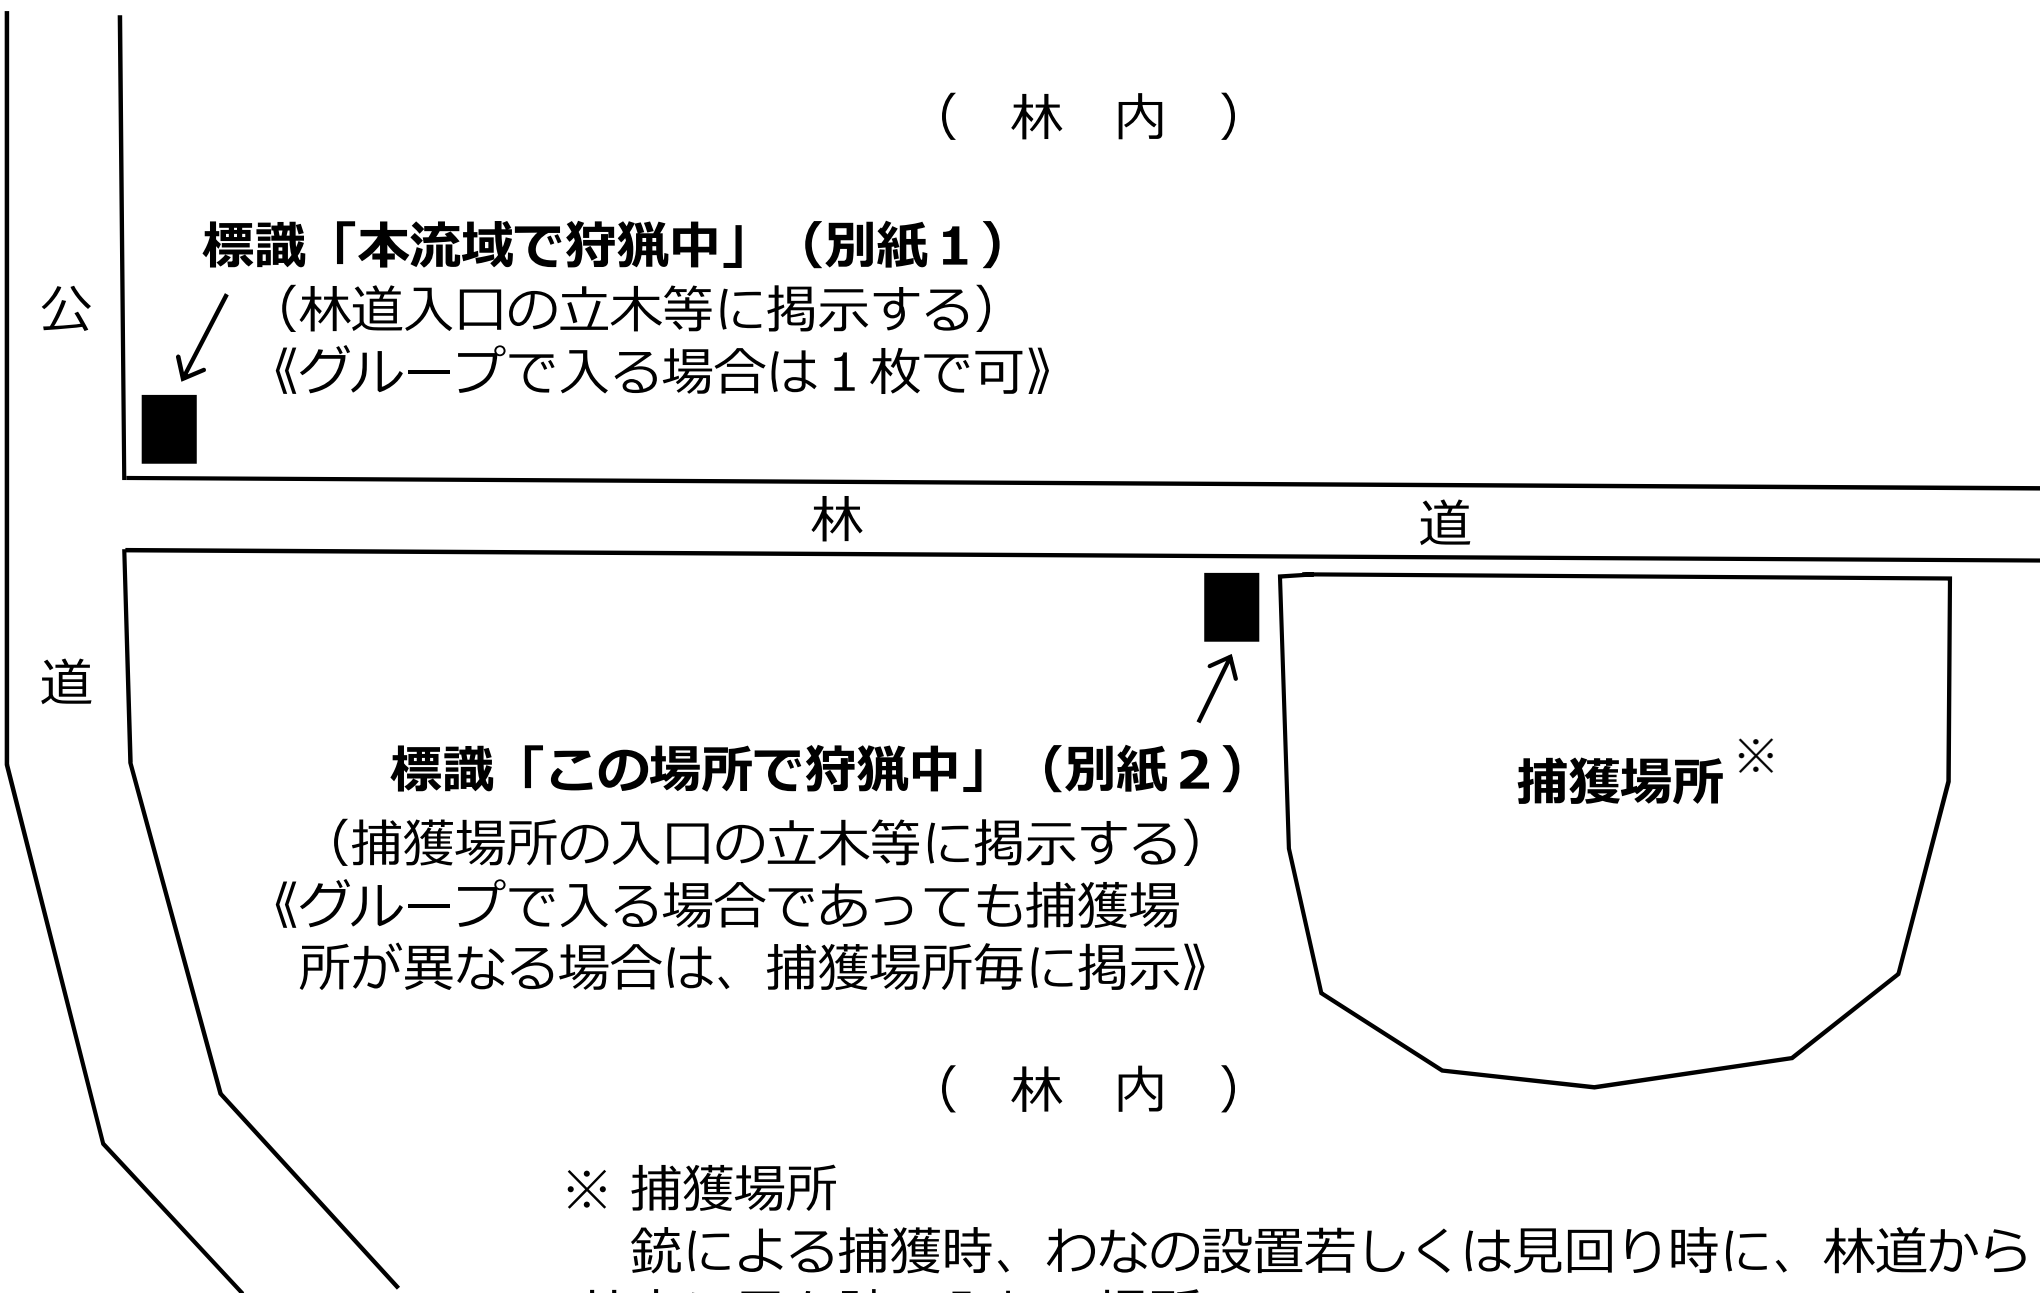 （　林　内　）
標識「本流域で狩猟中」（別紙１）
（林道入口の立木等に掲示する）
《グループで入る場合は１枚で可》
公
道
林　道
標識「この場所で狩猟中」（別紙２）
（捕獲場所の入口の立木等に掲示する）
《グループで入る場合であっても捕獲場
所が異なる場合は、捕獲場所毎に掲示》
捕獲場所※
（　林　内　）
※ 捕獲場所
銃による捕獲時、わなの設置若しくは見回り時に、林道から